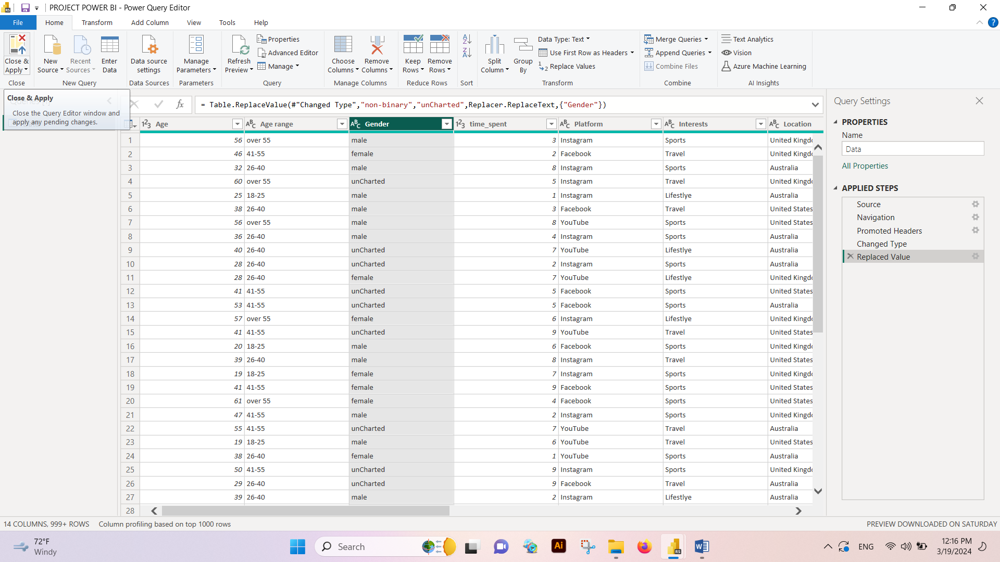 PROJECT POWER BI - Power Query Editor
File Home Transform Add Column View Tools Help
Close & Apply
New Source
Recent Sources
Enter Data
Data source settings
Manage Parameters
Refresh Preview
Properties
Advanced Editor
Manage
Choose Columns
Remove Columns
Keep Rows
Remove Rows
Split Column
Group By
Data Type: Text
Use First Row as Headers
Replace Values
Merge Queries
Append Queries
Combine Files
Text Analytics
Vision
Azure Machine Learning
Close New Query Data Sources Parameters Query Manage Columns Reduce Rows Sort Transform Combine AI Insights
Close & Apply
Close the Query Editor window and
apply any pending changes.
= Table.ReplaceValue(#"Changed Type","non-binary","unCharted",Replacer.ReplaceText,{"Gender"})
Age Age range Gender time_spent Platform Interests Location
1 56 over 55 male 3 Instagram Sports United Kingdo
2 46 41-55 female 2 Facebook Travel United Kingdo
3 32 26-40 male 8 Instagram Sports Australia
4 60 over 55 unCharted 5 Instagram Travel United Kingdo
5 25 18-25 male 1 Instagram Lifestlye Australia
6 38 26-40 male 3 Facebook Travel United States
7 56 over 55 male 8 YouTube Sports United States
8 36 26-40 male 4 Instagram Sports Australia
9 40 26-40 unCharted 7 YouTube Lifestlye Australia
10 28 26-40 unCharted 2 Instagram Sports Australia
11 28 26-40 female 7 YouTube Lifestlye United Kingdo
12 41 41-55 unCharted 5 Facebook Sports United States
13 53 41-55 unCharted 5 Facebook Sports Australia
14 57 over 55 female 6 Instagram Lifestlye United Kingdo
15 41 41-55 unCharted 9 YouTube Travel United States
16 20 18-25 male 6 Facebook Sports United Kingdo
17 39 26-40 male 8 Instagram Travel United States
18 19 18-25 female 7 Instagram Sports United Kingdo
19 41 41-55 female 9 Facebook Sports United States
20 61 over 55 female 4 Facebook Sports United States
21 47 41-55 male 2 Instagram Sports United Kingdo
22 55 41-55 unCharted 7 YouTube Travel Australia
23 19 18-25 male 6 YouTube Travel United States
24 38 26-40 female 1 YouTube Sports Australia
25 50 41-55 unCharted 9 Instagram Sports United Kingdo
26 29 26-40 unCharted 9 Facebook Travel Australia
27 39 26-40 male 2 Instagram Lifestlye Australia
28
Query Settings
PROPERTIES
Name
Data
All Properties
APPLIED STEPS
Source
Navigation
Promoted Headers
Changed Type
Replaced Value
14 COLUMNS, 999+ ROWS Column profiling based on top 1000 rows
PREVIEW DOWNLOADED ON SATURDAY
72°F
Windy
Search
ENG
12:16 PM
3/19/2024